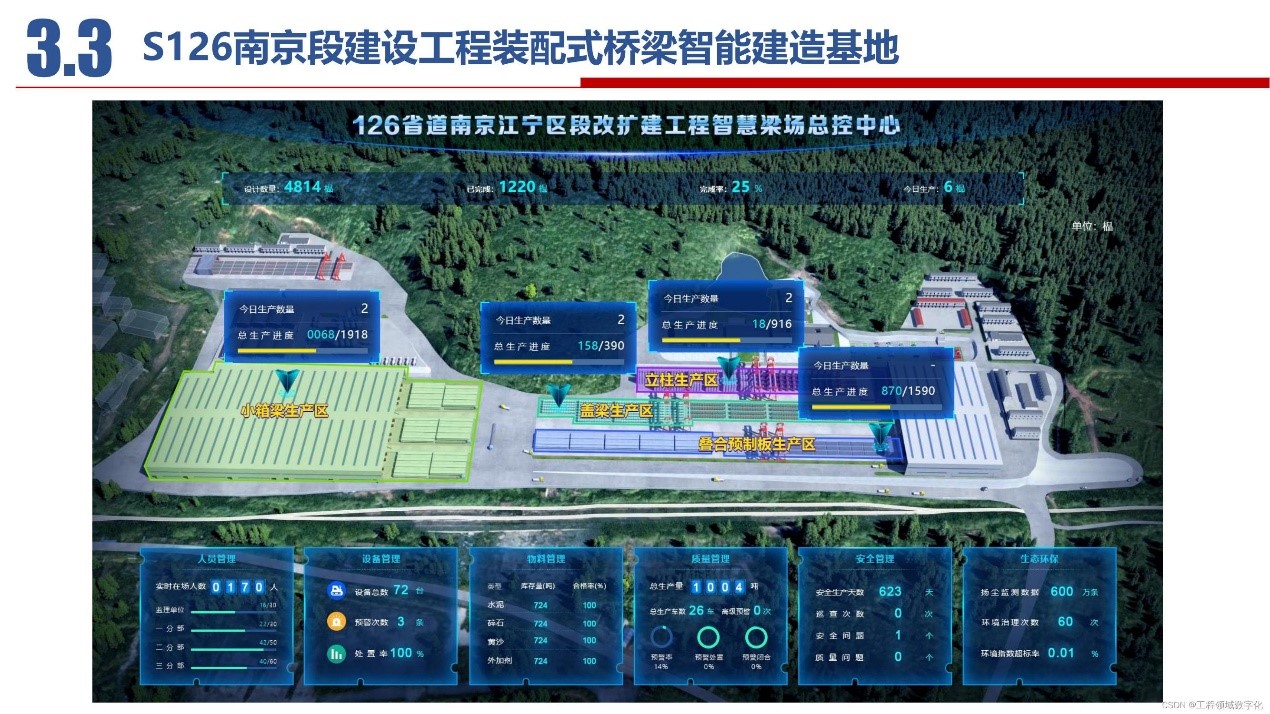 3.3 S126南京段建设工程装配式桥梁智能建造基地
126省道南京江宁区段改扩建工程智慧梁场总控中心
设计数量: 4814 榀 已完成: 1220 榀 完成率: 25 % 今日生产: 6 榀
单位: 榀
今日生产数量 2
总生产进度 0068/1918
今日生产数量 2
总生产进度 158/390
今日生产数量 2
总生产进度 18/916
今日生产数量 -
总生产进度 870/1590
小箱梁生产区
盖梁生产区
立柱生产区
叠合预制板生产区
人员管理
实时在场人数 0170 人
监理单位 16/30
一分部 23/30
二分部 43/50
三分部 40/60
设备管理
设备总数 72 台
预警次数 3 条
处置率 100 %
物料管理
类型 库存量(吨) 合格率(%)
水泥 724 100
碎石 724 100
黄沙 724 100
外加剂 724 100
质量管理
总生产量 1004 吨
总生产车数 26 车 高级预警 0 次
预警率 预警处置 预警闭合
14% 0% 0%
安全管理
安全生产天数 623 天
巡查次数 0 次
安全问题 1 个
质量问题 0 个
生态环保
扬尘监测数据 600 万条
环境治理次数 60 次
环境指数超标率 0.01 %
CSDN @工程领域数字化